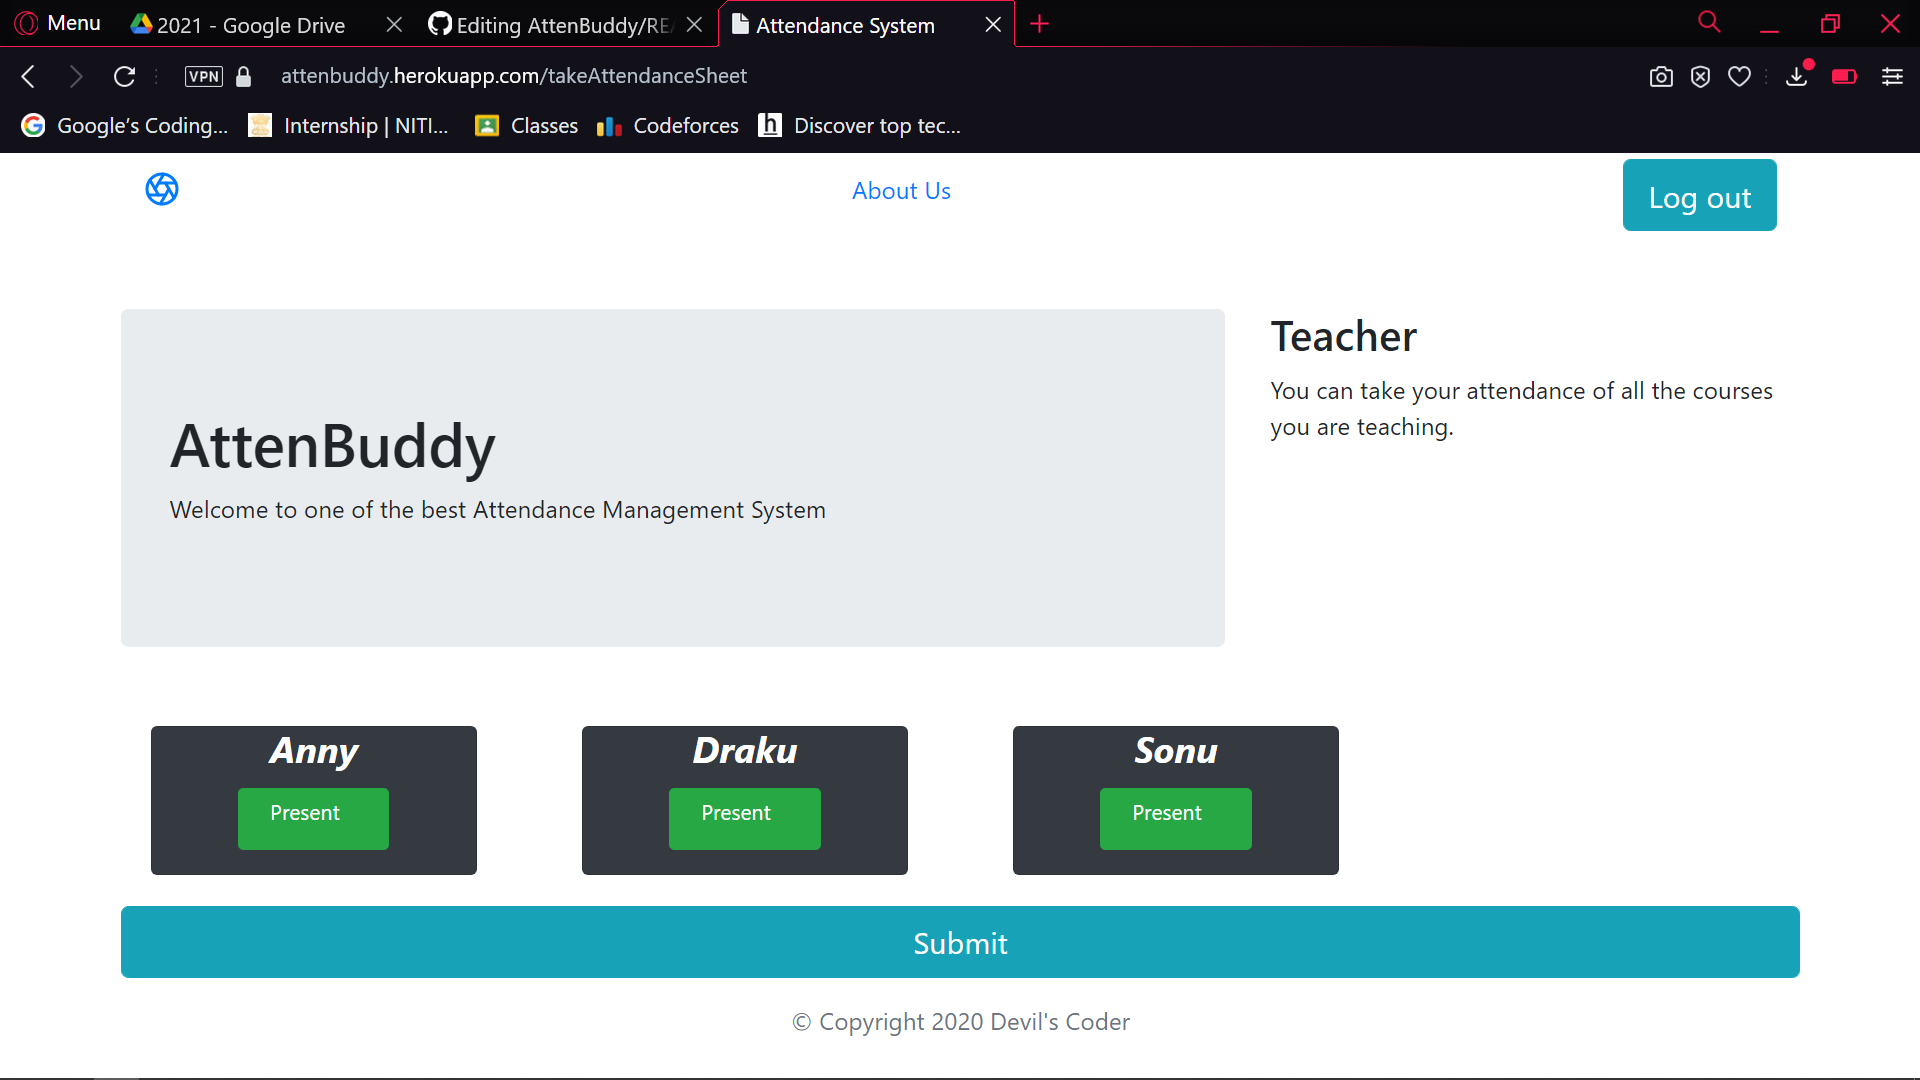 Menu
2021 - Google Drive
Editing AttenBuddy/RE
Attendance System
VPN
attenbuddy.herokuapp.com/takeAttendanceSheet
Google’s Coding...
Internship | NITI...
Classes
Codeforces
h
Discover top tec...
About Us
Log out
AttenBuddy
Welcome to one of the best Attendance Management System
Teacher
You can take your attendance of all the courses
you are teaching.
Anny
Present
Draku
Present
Sonu
Present
Submit
© Copyright 2020 Devil's Coder